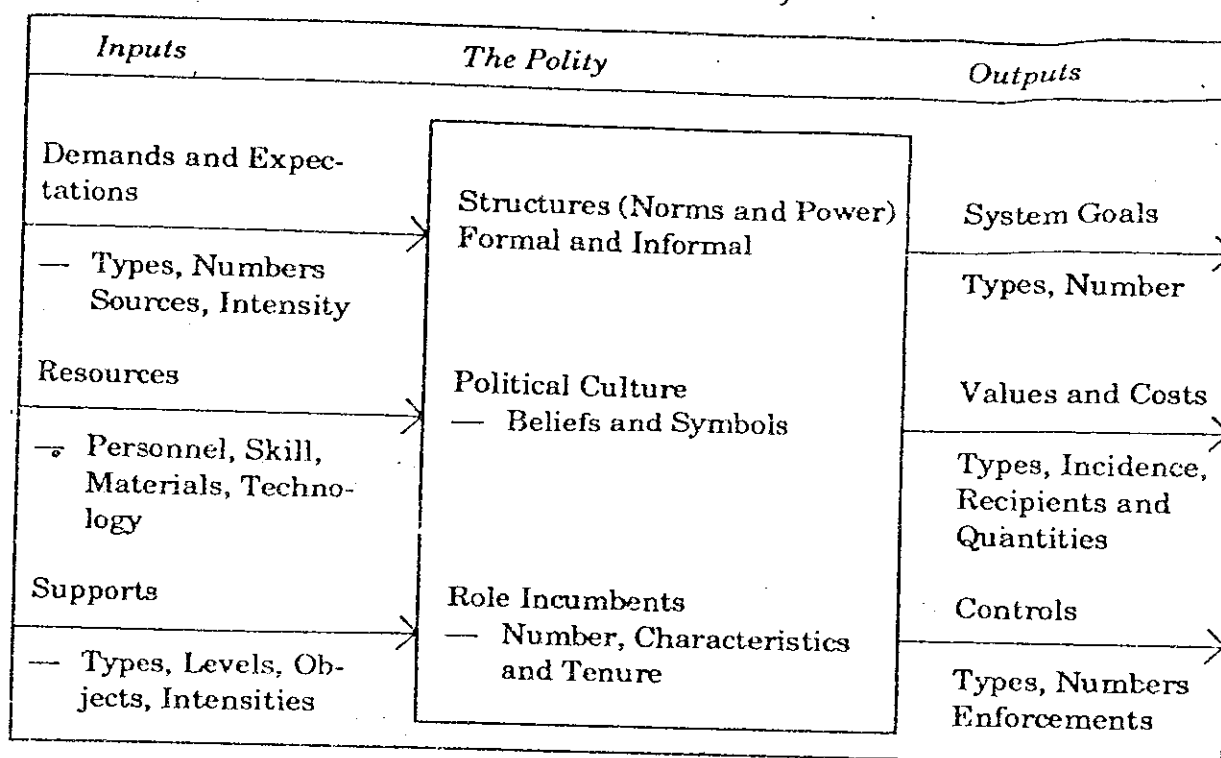 Inputs
The Polity
Outputs
Demands and Expec-
tations
— Types, Numbers
Sources, Intensity
Resources
— Personnel, Skill,
Materials, Techno-
logy
Supports
— Types, Levels, Ob-
jects, Intensities
Structures (Norms and Power)
Formal and Informal
Political Culture
— Beliefs and Symbols
Role Incumbents
— Number, Characteristics
and Tenure
System Goals
Types, Number
Values and Costs
Types, Incidence,
Recipients and
Quantities
Controls
Types, Numbers
Enforcements